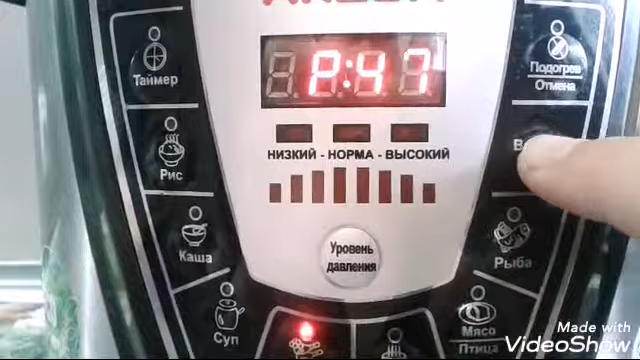 Таймер
Рис
Каша
Суп
P:47
НИЗКИЙ - НОРМА - ВЫСОКИЙ
Уровень
давления
Подогрев
Отмена
Рыба
Мясо
Птица
Made with
VideoShow